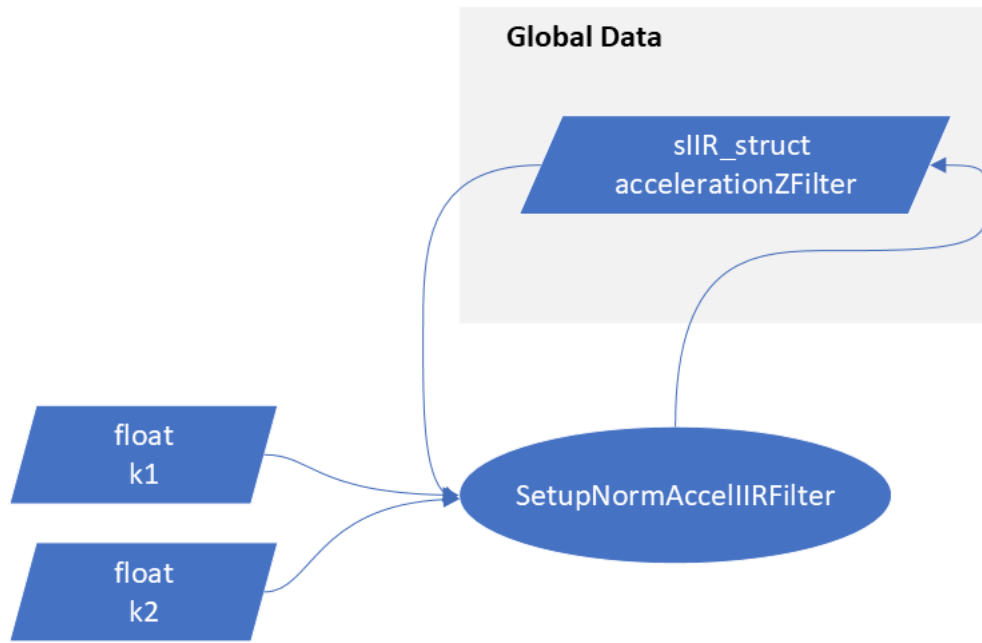 Global Data
sIIR_struct
accelerationZFilter
float
k1
SetupNormAccelIIRFilter
float
k2